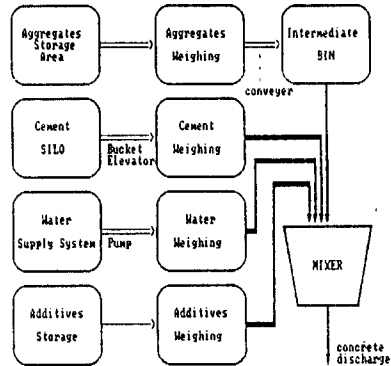 Aggregates
Storage
Area
Aggregates
Weighing
Intermediate
BIN
conveyer
Cement
SILO
Bucket
Elevator
Cement
Weighing
Water
Supply System
Pump
Water
Weighing
MIXER
Additives
Storage
Additives
Weighing
concrete
discharge